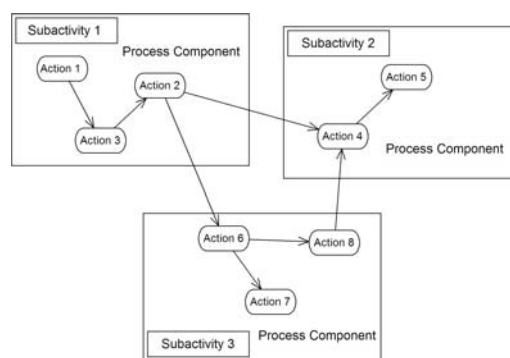 Subactivity 1
Process Component
Action 1
Action 2
Action 3
Subactivity 2
Action 5
Action 4
Process Component
Action 6
Action 8
Action 7
Process Component
Subactivity 3